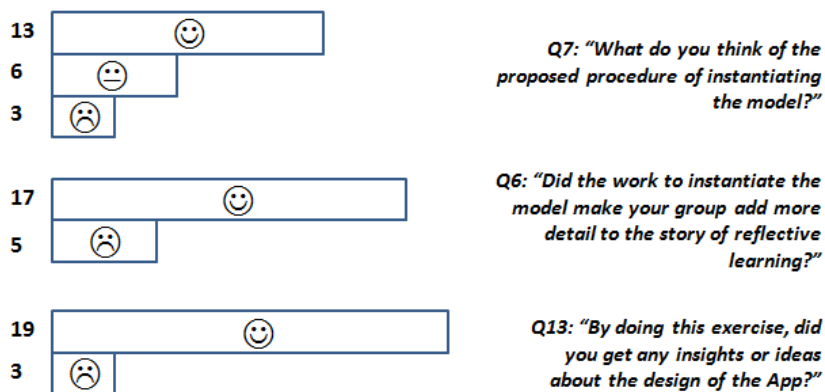 13
6
3
Q7: “What do you think of the
proposed procedure of instantiating
the model?”
17
5
Q6: “Did the work to instantiate the
model make your group add more
detail to the story of reflective
learning?”
19
3
Q13: “By doing this exercise, did
you get any insights or ideas
about the design of the App?”